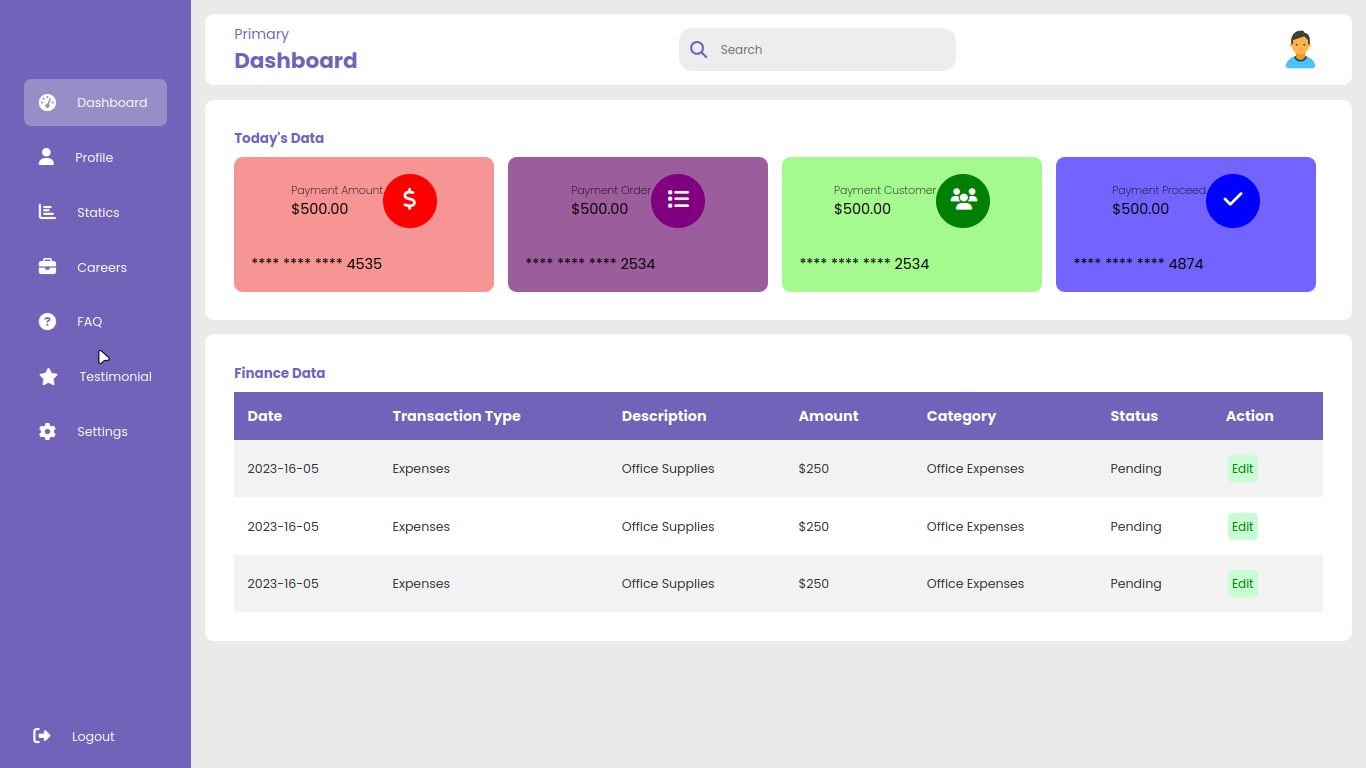 Primary
Dashboard
Search
Dashboard
Profile
Statics
Careers
FAQ
Testimonial
Settings
Logout
Today's Data
Payment Amount
$500.00
$
**** **** **** 4535
Payment Order
$500.00
**** **** **** 2534
Payment Customer
$500.00
**** **** **** 2534
Payment Proceed
$500.00
**** **** **** 4874
Finance Data
Date Transaction Type Description Amount Category Status Action
2023-16-05 Expenses Office Supplies $250 Office Expenses Pending Edit
2023-16-05 Expenses Office Supplies $250 Office Expenses Pending Edit
2023-16-05 Expenses Office Supplies $250 Office Expenses Pending Edit